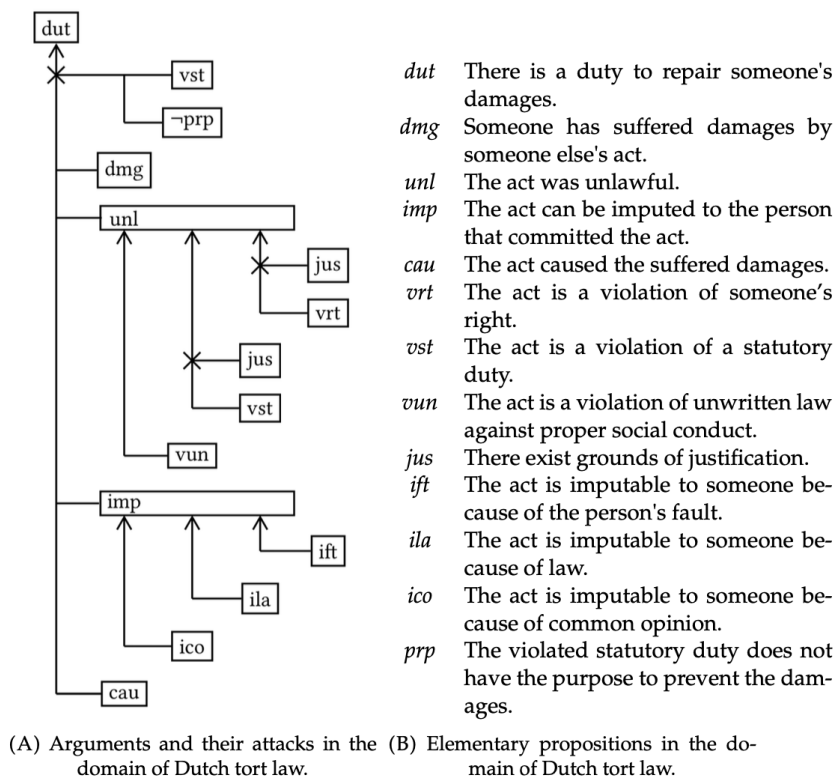 dut
vst
¬prp
dmg
unl
jus
vrt
jus
vst
vun
imp
ift
ila
ico
cau
(A) Arguments and their attacks in the
domain of Dutch tort law.
dut There is a duty to repair someone's
damages.
dmg Someone has suffered damages by
someone else's act.
unl The act was unlawful.
imp The act can be imputed to the person
that committed the act.
cau The act caused the suffered damages.
vrt The act is a violation of someone’s
right.
vst The act is a violation of a statutory
duty.
vun The act is a violation of unwritten law
against proper social conduct.
jus There exist grounds of justification.
ift The act is imputable to someone be-
cause of the person's fault.
ila The act is imputable to someone be-
cause of law.
ico The act is imputable to someone be-
cause of common opinion.
prp The violated statutory duty does not
have the purpose to prevent the dam-
ages.
(B) Elementary propositions in the do-
main of Dutch tort law.